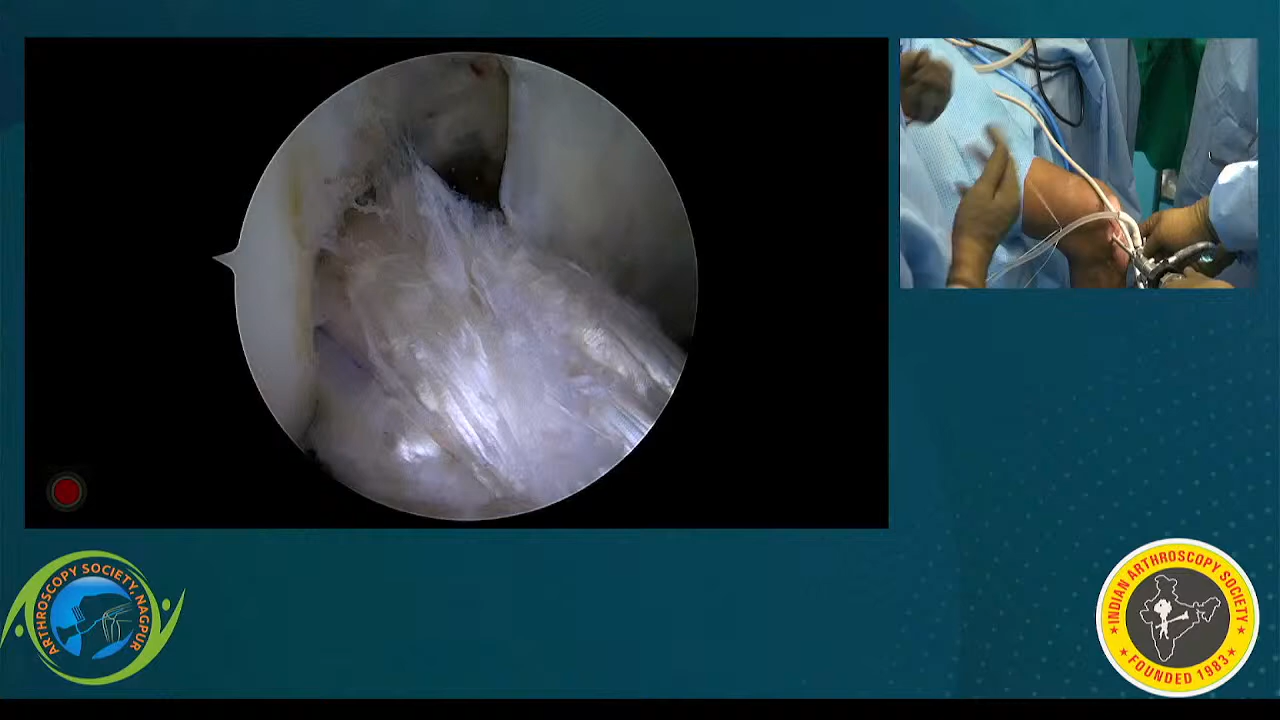 ARTHROSCOPY SOCIETY, NAGPUR
INDIAN ARTHROSCOPY SOCIETY
FOUNDED 1983